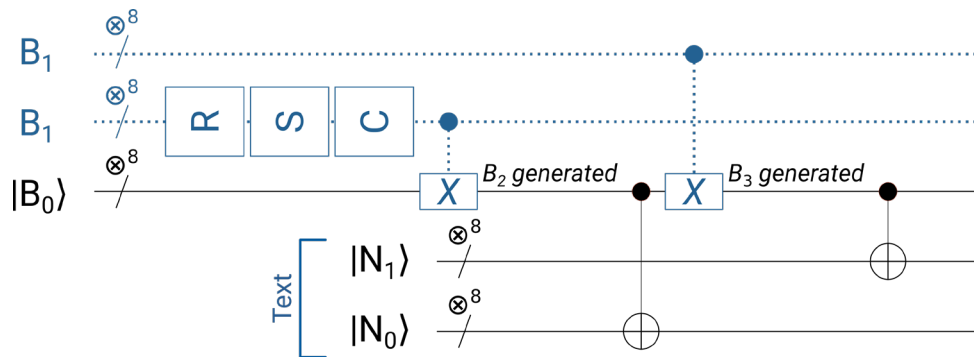 ⊗8
B1
⊗8
B1 R S C
⊗8
|B0⟩ X B2 generated X B3 generated
⊗8
Text |N1⟩
⊗8
|N0⟩